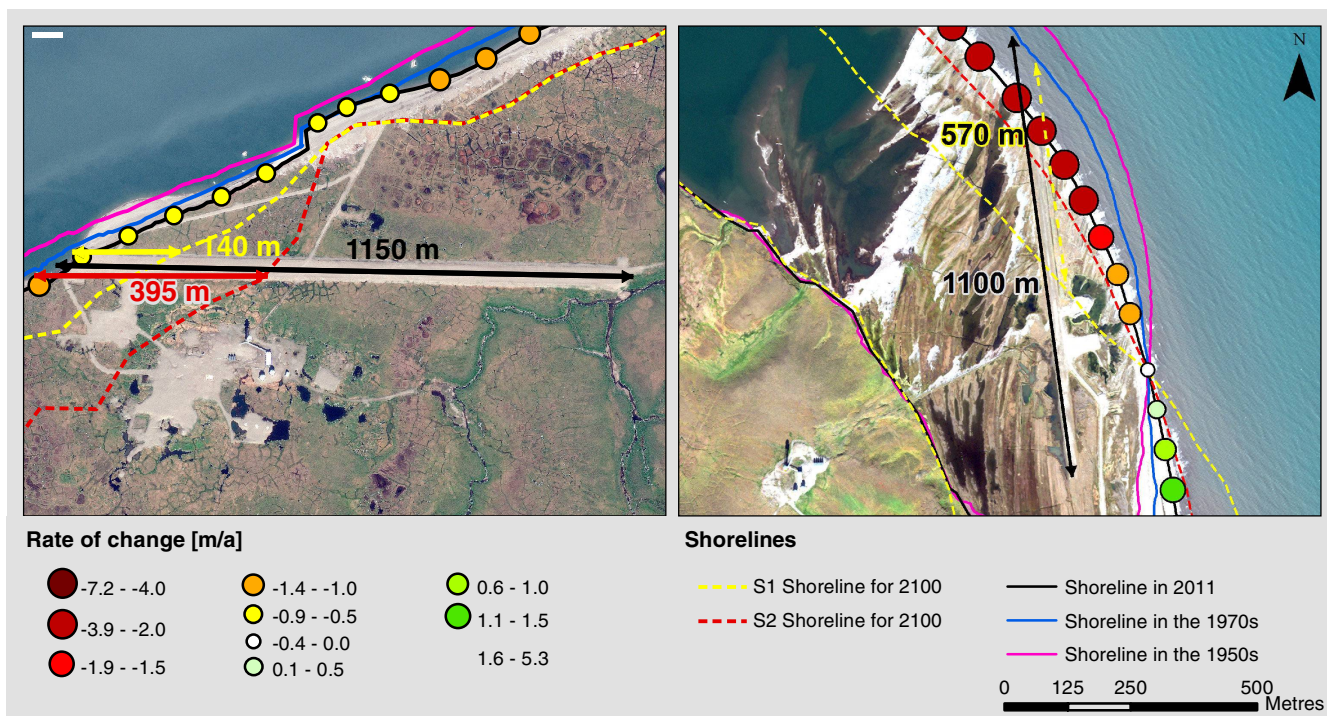 N
140 m
1150 m
395 m
570 m
1100 m
Rate of change [m/a]
-7.2 - -4.0
-3.9 - -2.0
-1.9 - -1.5
-1.4 - -1.0
-0.9 - -0.5
-0.4 - 0.0
0.1 - 0.5
0.6 - 1.0
1.1 - 1.5
1.6 - 5.3
Shorelines
S1 Shoreline for 2100
S2 Shoreline for 2100
Shoreline in 2011
Shoreline in the 1970s
Shoreline in the 1950s
0 125 250 500
Metres